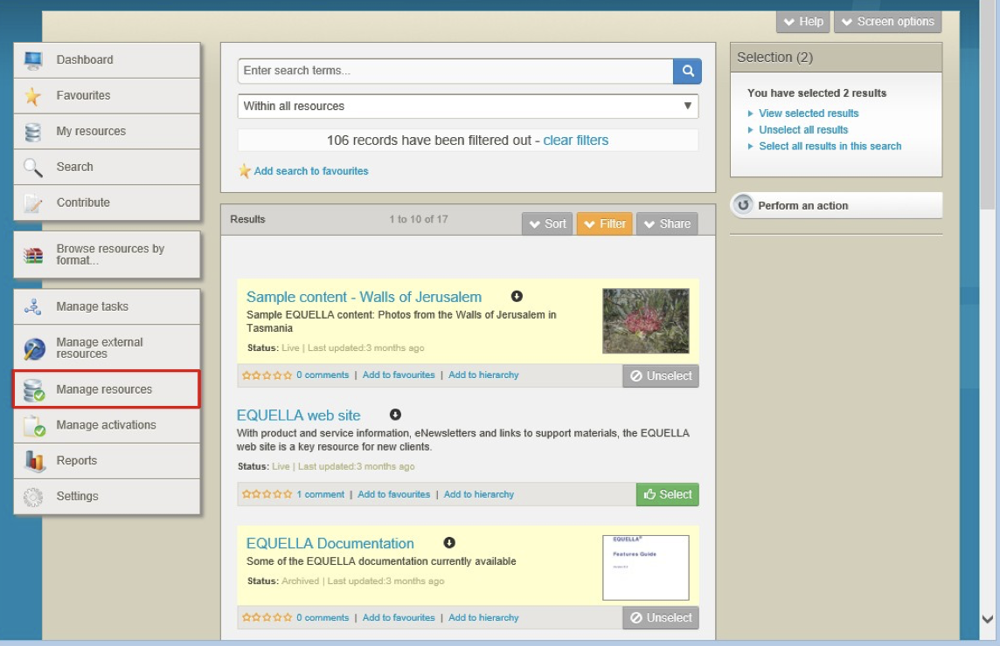 Help
Screen options
Dashboard
Favourites
My resources
Search
Contribute
Browse resources by
format...
Manage tasks
Manage external
resources
Manage resources
Manage activations
Reports
Settings
Enter search terms...
Within all resources
106 records have been filtered out - clear filters
Add search to favourites
Results 1 to 10 of 17 Sort Filter Share
Sample content - Walls of Jerusalem
Sample EQUELLA content: Photos from the Walls of Jerusalem in
Tasmania
Status: Live | Last updated:3 months ago
0 comments | Add to favourites | Add to hierarchy Unselect
EQUELLA web site
With product and service information, eNewsletters and links to support materials, the EQUELLA
web site is a key resource for new clients.
Status: Live | Last updated:3 months ago
1 comment | Add to favourites | Add to hierarchy Select
EQUELLA Documentation
Some of the EQUELLA documentation currently available
Status: Archived | Last updated:3 months ago
EQUELLA®
Features Guide
0 comments | Add to favourites | Add to hierarchy Unselect
Selection (2)
You have selected 2 results
View selected results
Unselect all results
Select all results in this search
Perform an action